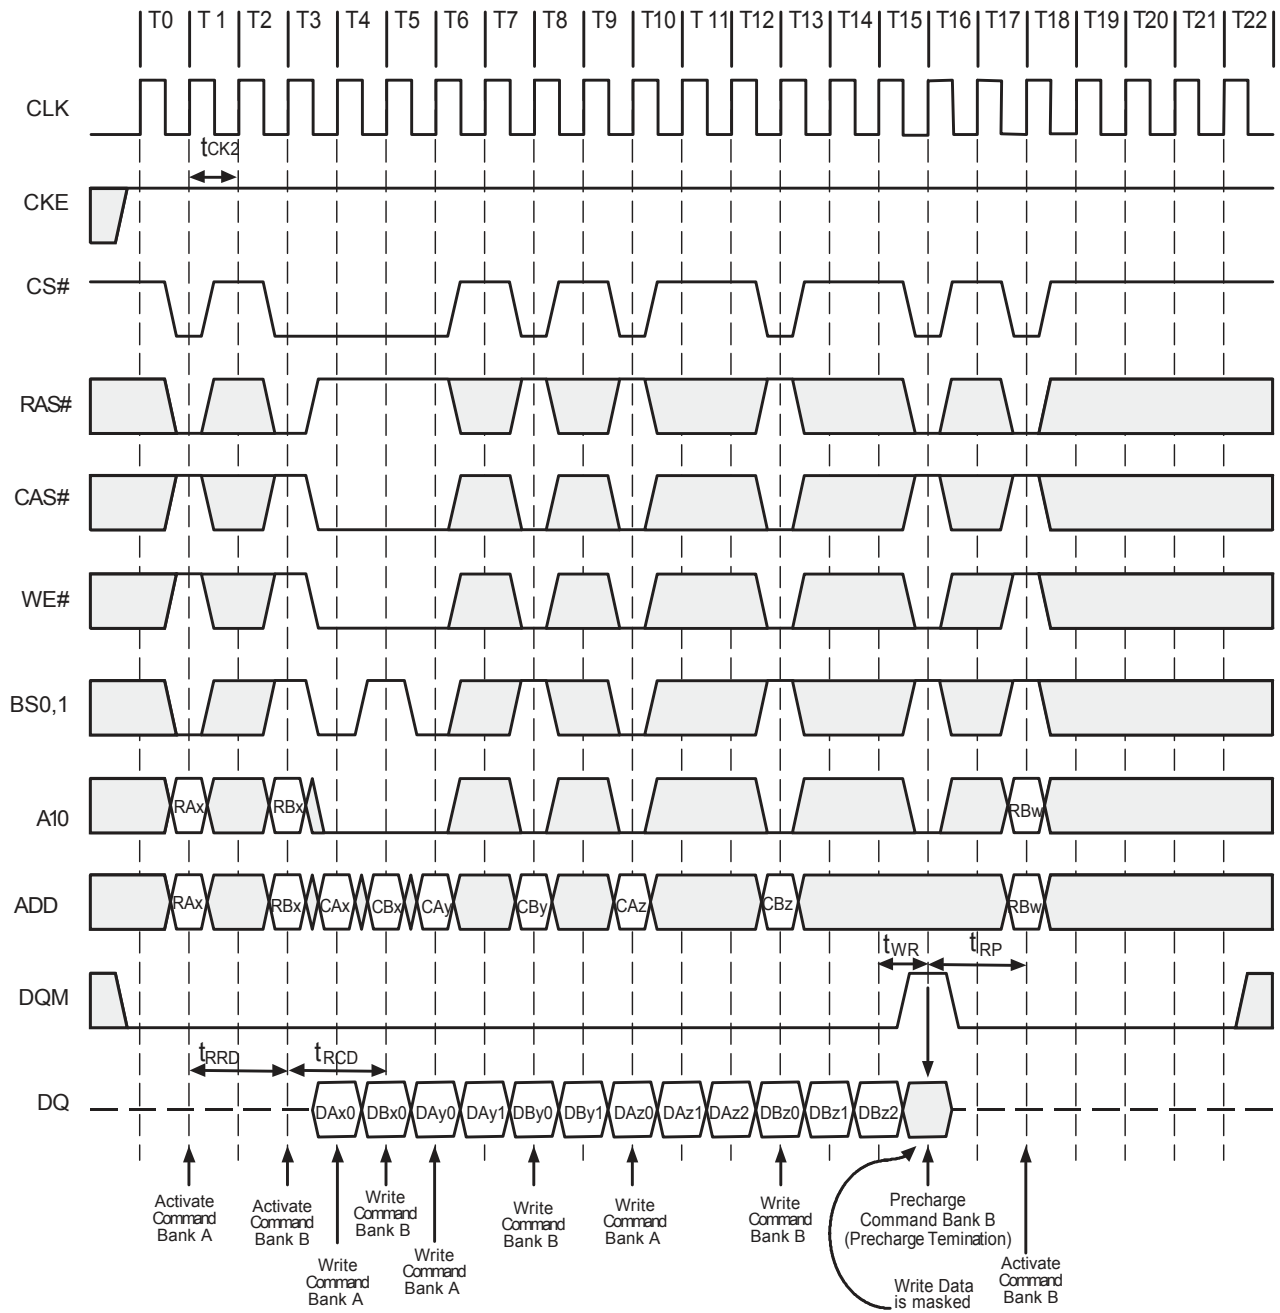 T0 T 1 T2 T3 T4 T5 T6 T7 T8 T9 T10 T 11 T12 T13 T14 T15 T16 T17 T18 T19 T20 T21 T22
CLK
tCK2
CKE
CS#
RAS#
CAS#
WE#
BS0,1
A10
RAx RBx RBw
ADD
RAx RBx CAx CBx CAy CBy CAz CBz RBw
tWR tRP
DQM
tRRD tRCD
DQ
DAx0 DBx0 DAy0 DAy1 DBy0 DBy1 DAz0 DAz1 DAz2 DBz0 DBz1 DBz2
Activate
Command
Bank A
Activate
Command
Bank B
Write
Command
Bank A
Write
Command
Bank B
Write
Command
Bank A
Write
Command
Bank B
Write
Command
Bank A
Write
Command
Bank B
Precharge
Command Bank B
(Precharge Temination)
Write Data
is masked
Activate
Command
Bank B